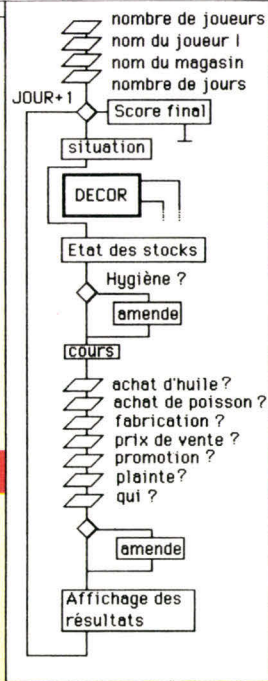 nombre de joueurs
nom du joueur I
nom du magasin
nombre de jours
JOUR+1
Score final
situation
DECOR
Etat des stocks
Hygiène ?
amende
cours
achat d'huile ?
achat de poisson ?
fabrication ?
prix de vente ?
promotion ?
plainte?
qui ?
amende
Affichage des
résultats